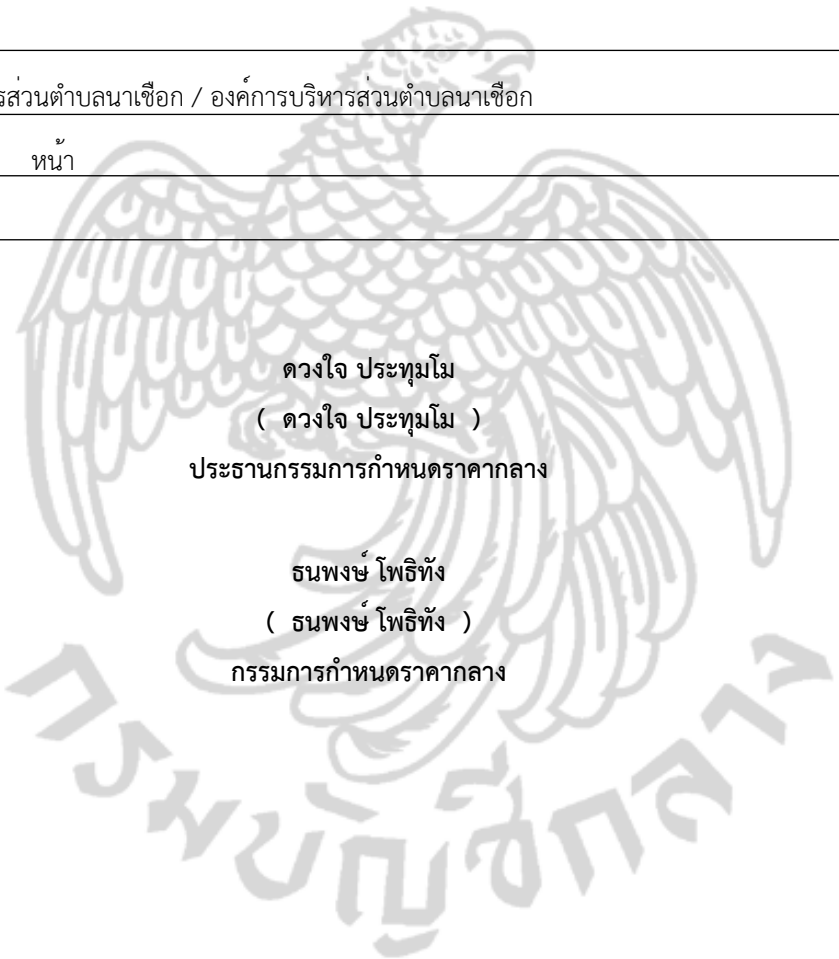 รส่วนตำบลนาเชือก / องค์การบริหารส่วนตำบลนาเชือก
หน้า
ดวงใจ ประทุมโม
( ดวงใจ ประทุมโม )
ประธานกรรมการกำหนดราคากลาง
ธนพงษ์ โพธิทัง
( ธนพงษ์ โพธิทัง )
กรรมการกำหนดราคากลาง
กรมบัญชีกลาง